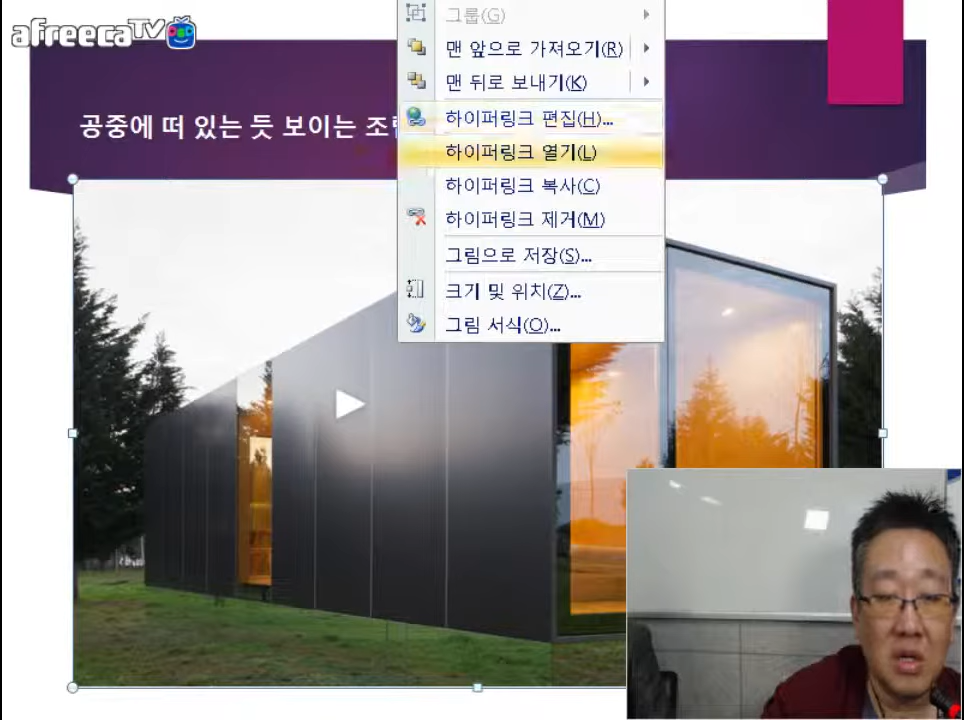 afreecaTV
그룹(G)
맨 앞으로 가져오기(R)
맨 뒤로 보내기(K)
공중에 떠 있는 듯 보이는
하이퍼링크 편집(H)...
하이퍼링크 열기(L)
하이퍼링크 복사(C)
하이퍼링크 제거(M)
그림으로 저장(S)...
크기 및 위치(Z)...
그림 서식(O)...